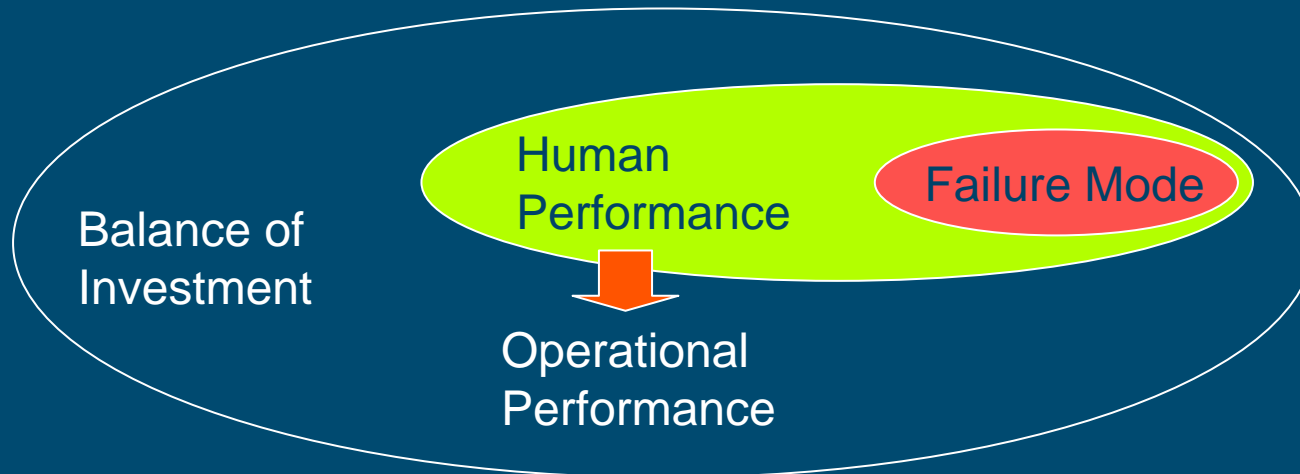 Human
Performance
Failure Mode
Balance of
Investment
Operational
Performance